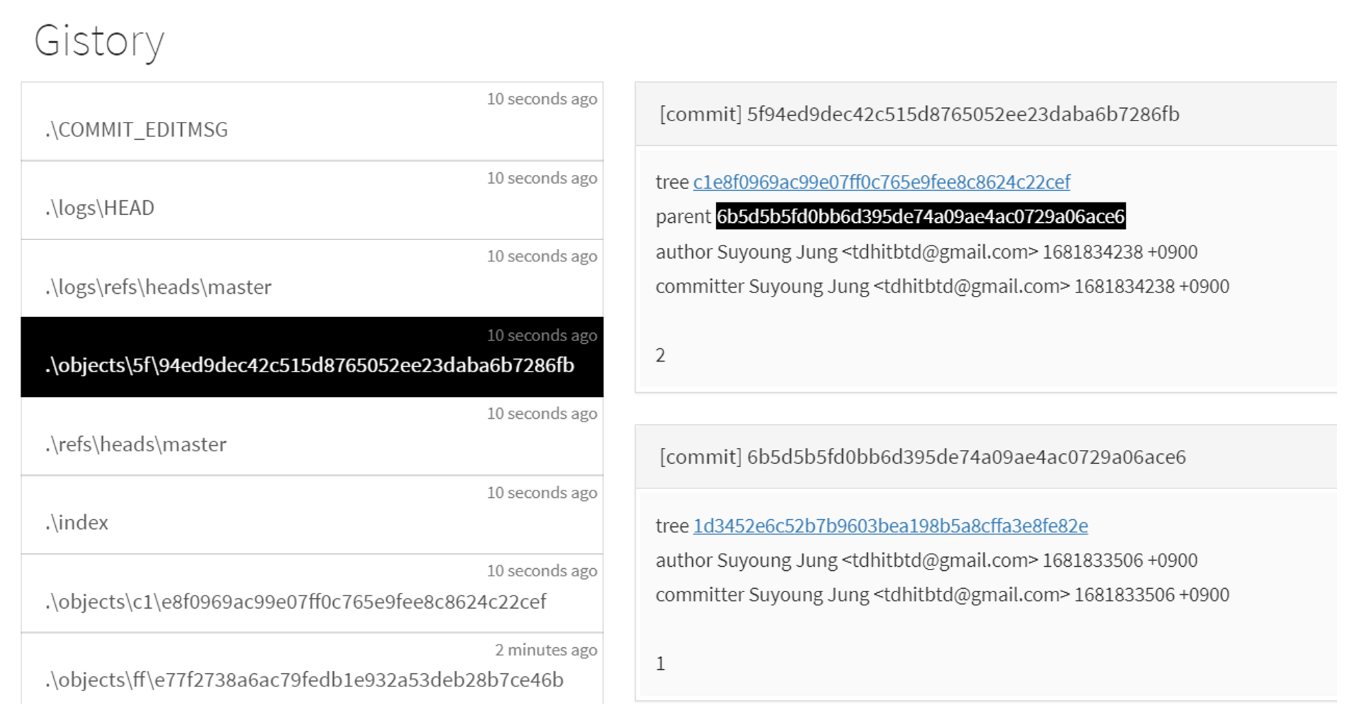 Gistory
10 seconds ago
.\COMMIT_EDITMSG
10 seconds ago
.\logs\HEAD
10 seconds ago
.\logs\refs\heads\master
10 seconds ago
.\objects\5f\94ed9dec42c515d8765052ee23daba6b7286fb
10 seconds ago
.\refs\heads\master
10 seconds ago
.\index
10 seconds ago
.\objects\c1\e8f0969ac99e07ff0c765e9fee8c8624c22cef
2 minutes ago
.\objects\ff\e77f2738a6ac79fedb1e932a53deb28b7ce46b
[commit] 5f94ed9dec42c515d8765052ee23daba6b7286fb
tree c1e8f0969ac99e07ff0c765e9fee8c8624c22cef
parent 6b5d5b5fd0bb6d395de74a09ae4ac0729a06ace6
author Suyoung Jung <tdhitbtd@gmail.com> 1681834238 +0900
committer Suyoung Jung <tdhitbtd@gmail.com> 1681834238 +0900
2
[commit] 6b5d5b5fd0bb6d395de74a09ae4ac0729a06ace6
tree 1d3452e6c52b7b9603bea198b5a8cffa3e8fe82e
author Suyoung Jung <tdhitbtd@gmail.com> 1681833506 +0900
committer Suyoung Jung <tdhitbtd@gmail.com> 1681833506 +0900
1